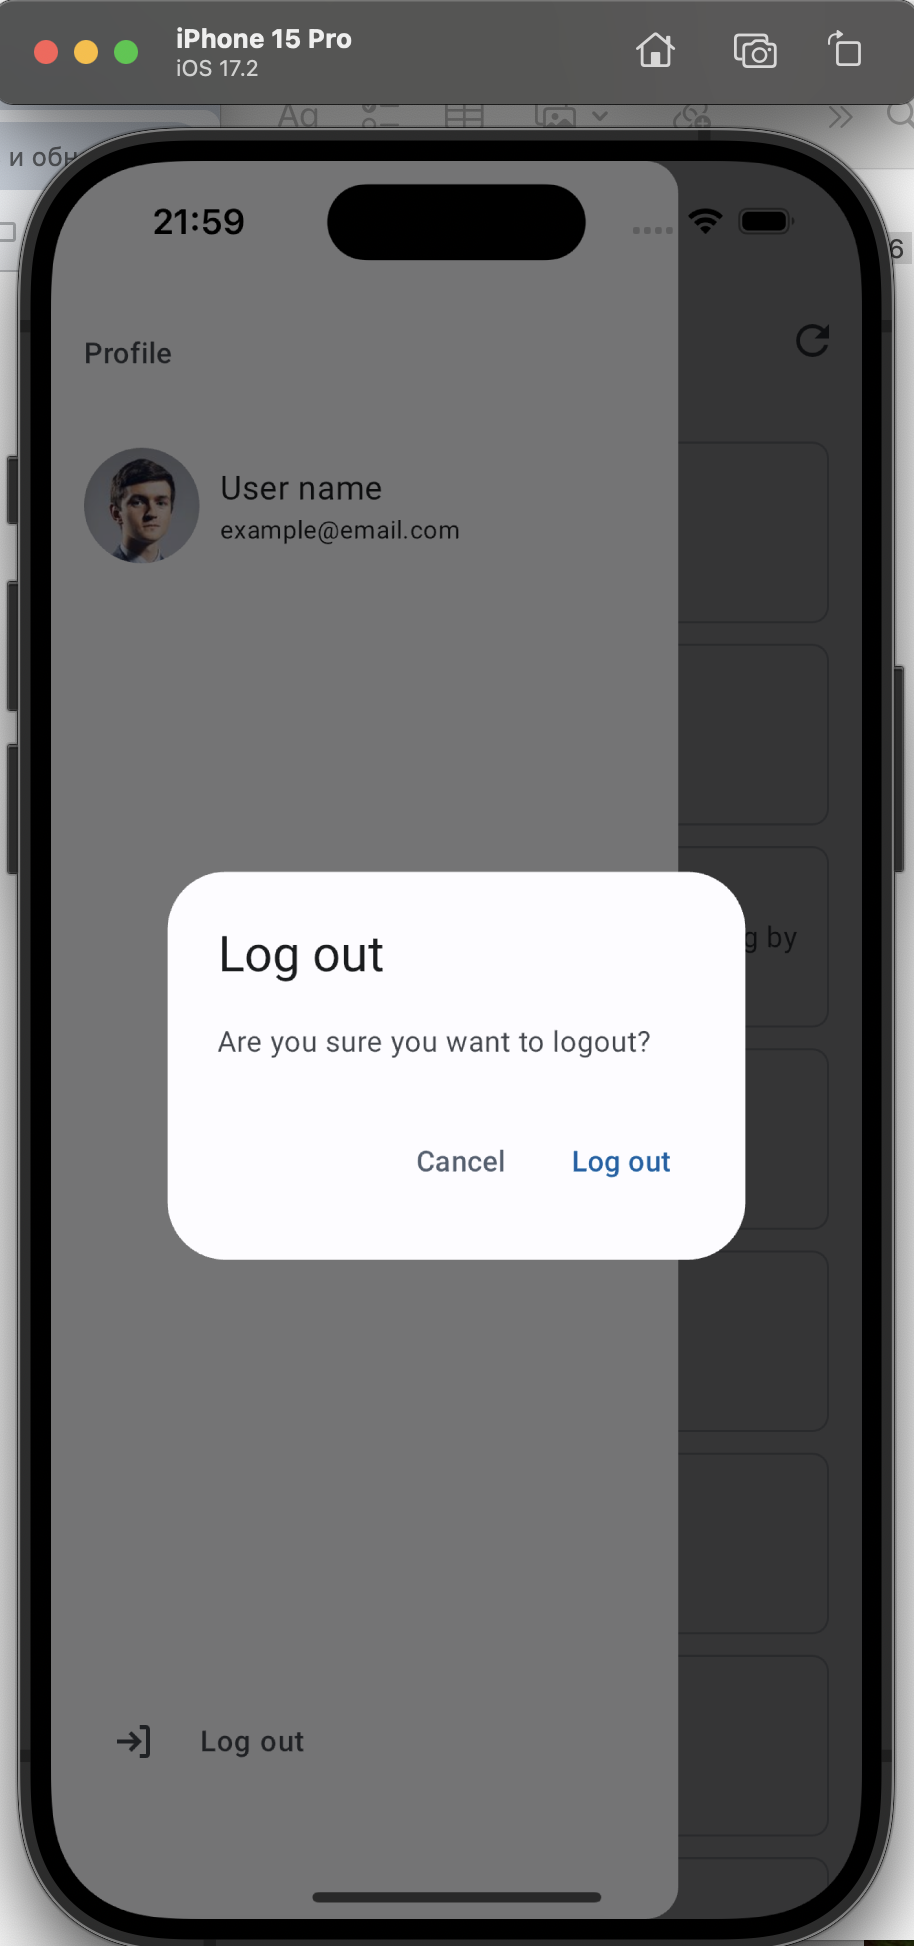 iPhone 15 Pro
iOS 17.2
Aa
и обн
6
21:59
Profile
User name
example@email.com
g by
Log out
Are you sure you want to logout?
Cancel
Log out
Log out